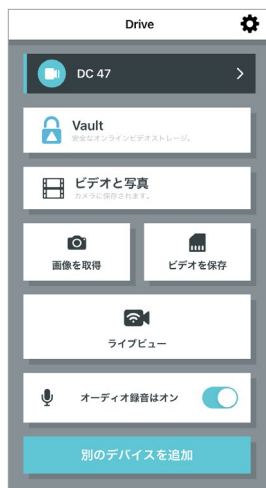 Drive
DC 47
Vault
安全なオンラインビデオストレージ。
ビデオと写真
カメラに保存されます。
画像を取得
ビデオを保存
ライブビュー
オーディオ録音はオン
別のデバイスを追加